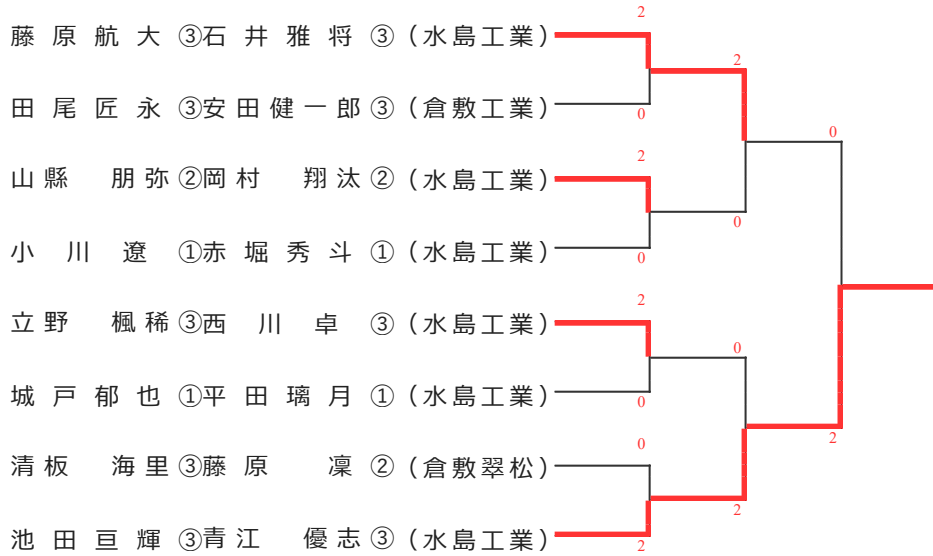 藤原航大③石井雅将③(水島工業)
2
2
田尾匠永③安田健一郎③(倉敷工業)
0
0
山縣朋弥②岡村翔汰②(水島工業)
2
0
小川遼①赤堀秀斗①(水島工業)
0
立野楓稀③西川卓③(水島工業)
2
0
城戸郁也①平田璃月①(水島工業)
0
2
清板海里③藤原凜②(倉敷翠松)
0
2
池田亘輝③青江優志③(水島工業)
2